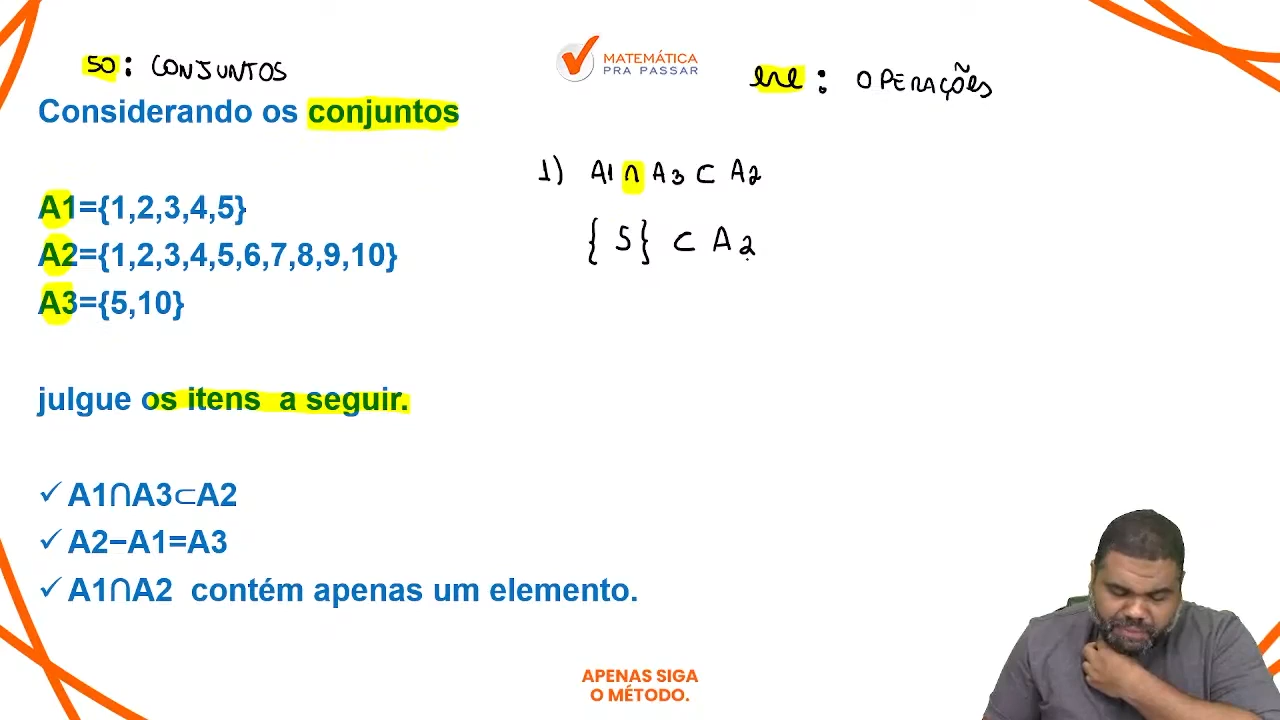 50: CONJUNTOS
MATEMÁTICA
PRA PASSAR
: OPERAÇÕES
Considerando os conjuntos
1) A1 ∩ A3 ⊂ A2
A1={1,2,3,4,5}
{ 5 } ⊂ A2
A2={1,2,3,4,5,6,7,8,9,10}
A3={5,10}
julgue os itens a seguir.
✓ A1∩A3⊂A2
✓ A2−A1=A3
✓ A1∩A2 contém apenas um elemento.
APENAS SIGA
O MÉTODO.